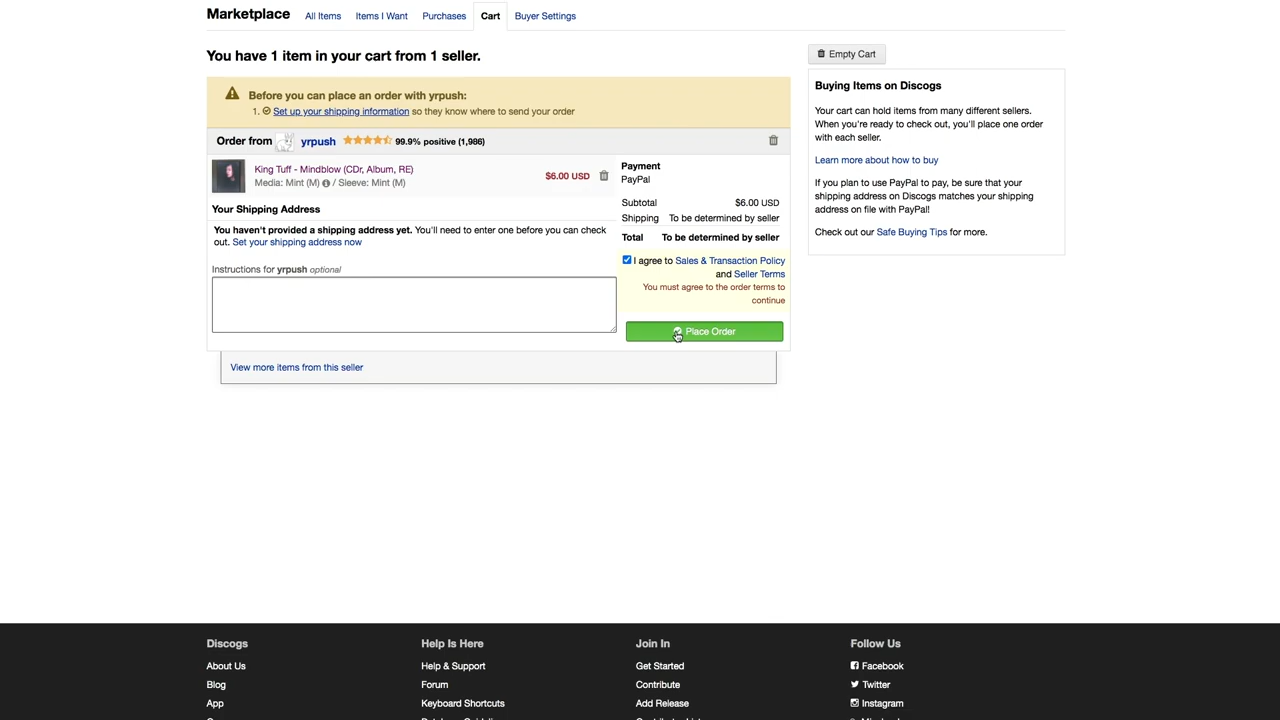 Marketplace All Items Items I Want Purchases Cart Buyer Settings
You have 1 item in your cart from 1 seller.
Empty Cart
Before you can place an order with yrpush:
1. Set up your shipping information so they know where to send your order
Order from yrpush 99.9% positive (1,986)
King Tuff - Mindblow (CDr, Album, RE)
Media: Mint (M) / Sleeve: Mint (M)
$6.00 USD
Your Shipping Address
You haven't provided a shipping address yet. You'll need to enter one before you can check
out. Set your shipping address now
Instructions for yrpush optional
Payment
PayPal
Subtotal $6.00 USD
Shipping To be determined by seller
Total To be determined by seller
I agree to Sales & Transaction Policy
and Seller Terms
You must agree to the order terms to
continue
Place Order
View more items from this seller
Buying Items on Discogs
Your cart can hold items from many different sellers.
When you're ready to check out, you'll place one order
with each seller.
Learn more about how to buy
If you plan to use PayPal to pay, be sure that your
shipping address on Discogs matches your shipping
address on file with PayPal!
Check out our Safe Buying Tips for more.
Discogs
About Us
Blog
App
Help Is Here
Help & Support
Forum
Keyboard Shortcuts
Join In
Get Started
Contribute
Add Release
Follow Us
Facebook
Twitter
Instagram